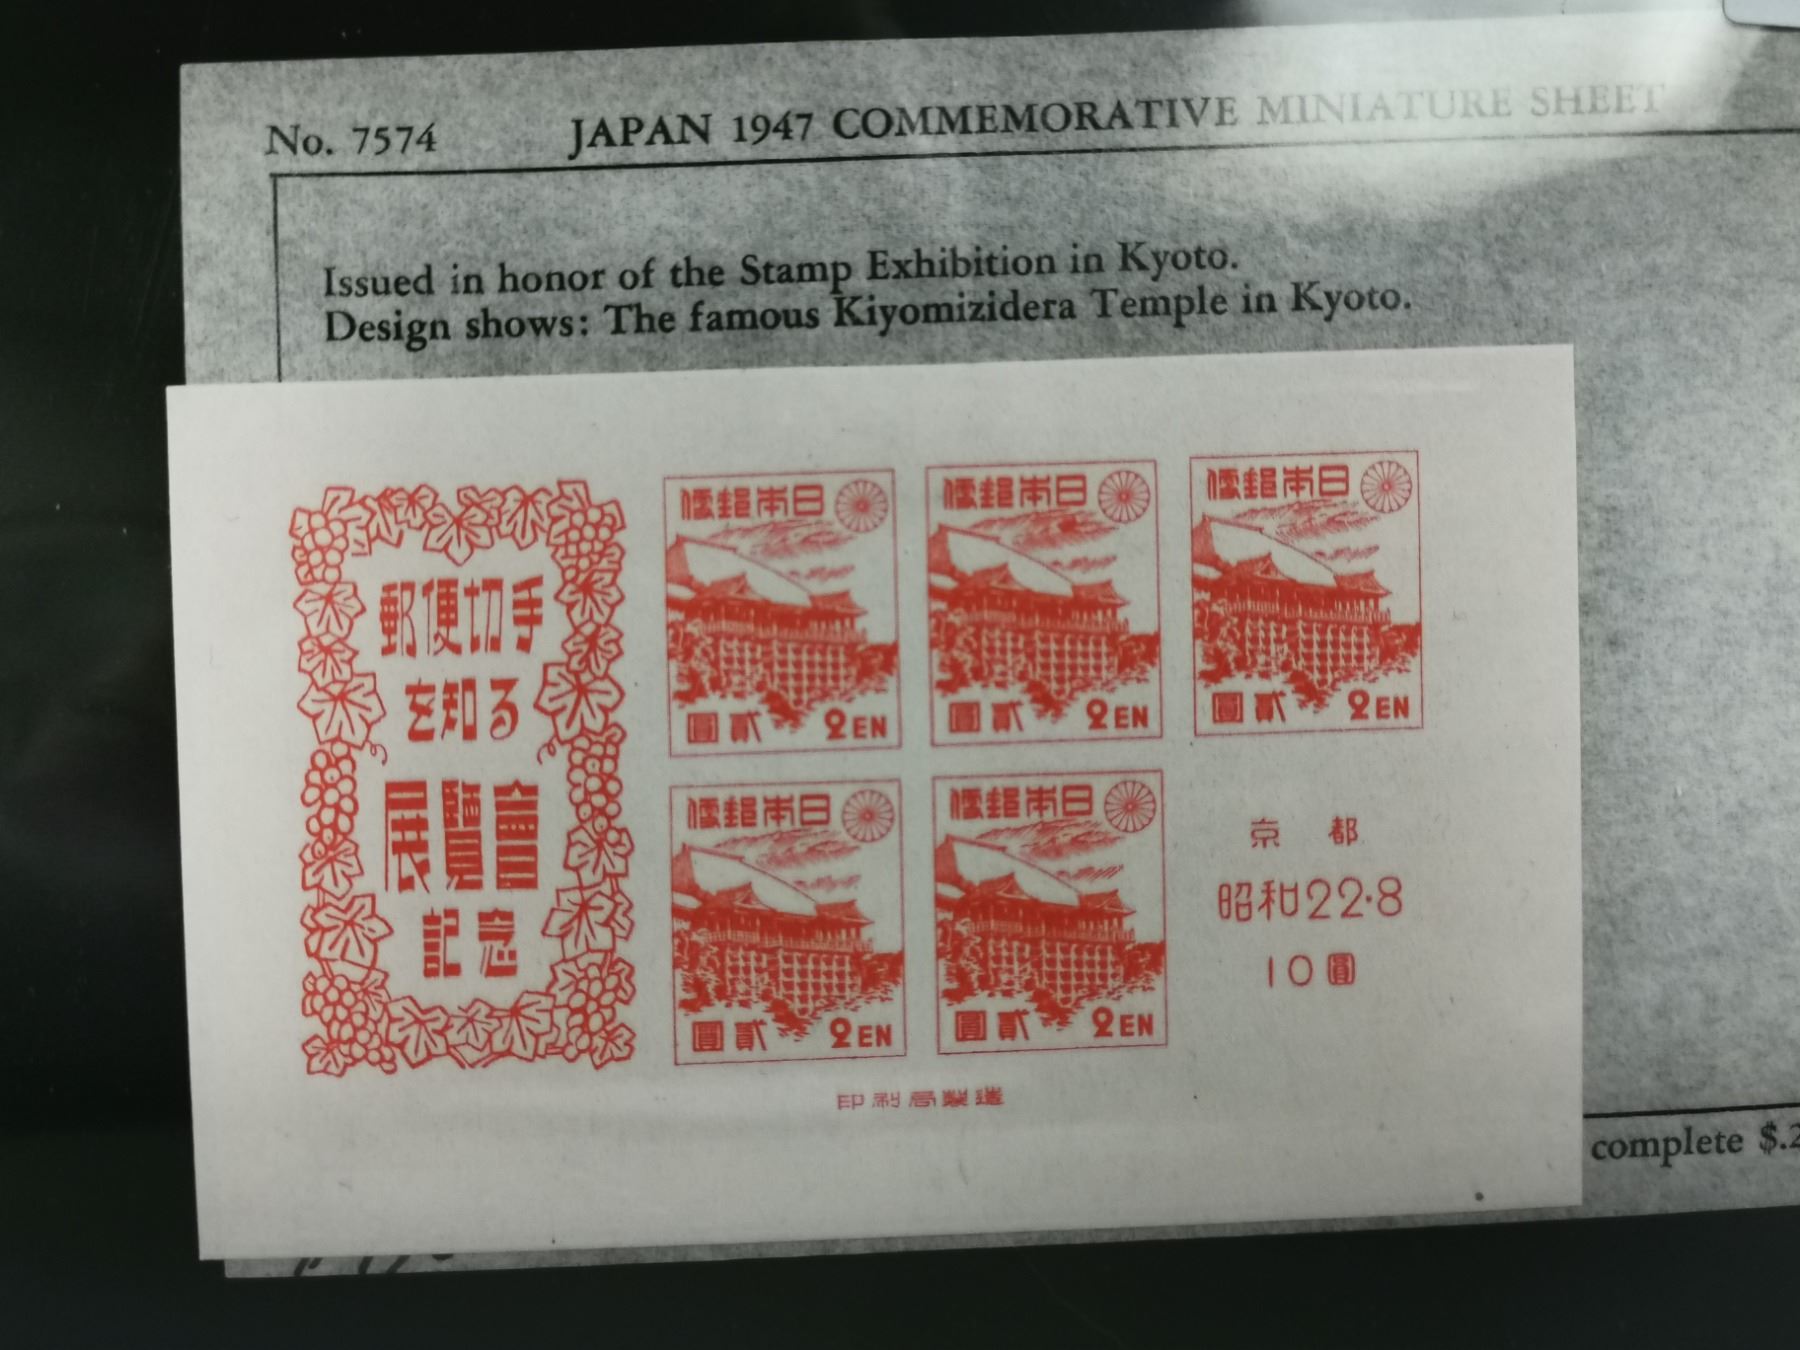 No. 7574 JAPAN 1947 COMMEMORATIVE MINIATURE SHEET
Issued in honor of the Stamp Exhibition in Kyoto.
Design shows: The famous Kiyomizidera Temple in Kyoto.
郵便切手
を知る
展覽會
記念
便郵本日
圓貳 2EN
便郵本日
圓貳 2EN
便郵本日
圓貳 2EN
便郵本日
圓貳 2EN
便郵本日
圓貳 2EN
京都
昭和22.8
10圓
印刷局製造
complete $.2